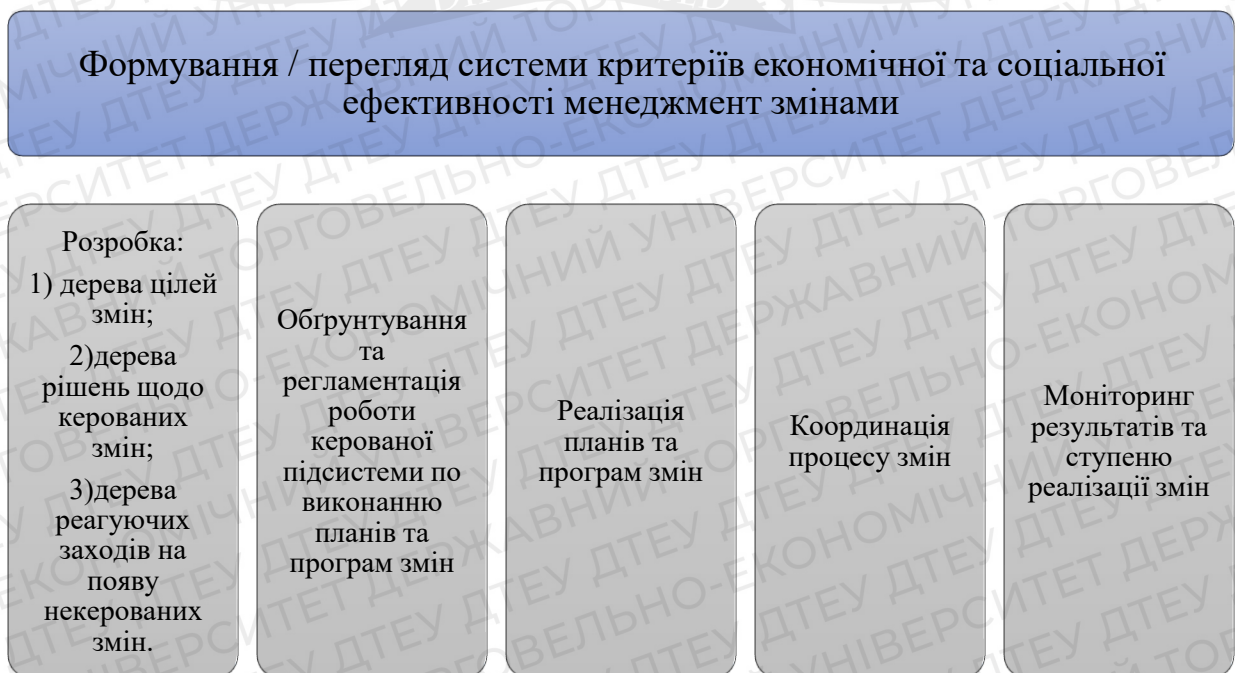 Формування / перегляд системи критеріїв економічної та соціальної
ефективності менеджмент змінами
Розробка:
1) дерева цілей
змін;
2)дерева
рішень щодо
керованих
змін;
3)дерева
реагуючих
заходів на
появу
некерованих
змін.
Обґрунтування
та
регламентація
роботи
керованої
підсистеми по
виконанню
планів та
програм змін
Реалізація
планів та
програм змін
Координація
процесу змін
Моніторинг
результатів та
ступеню
реалізації змін